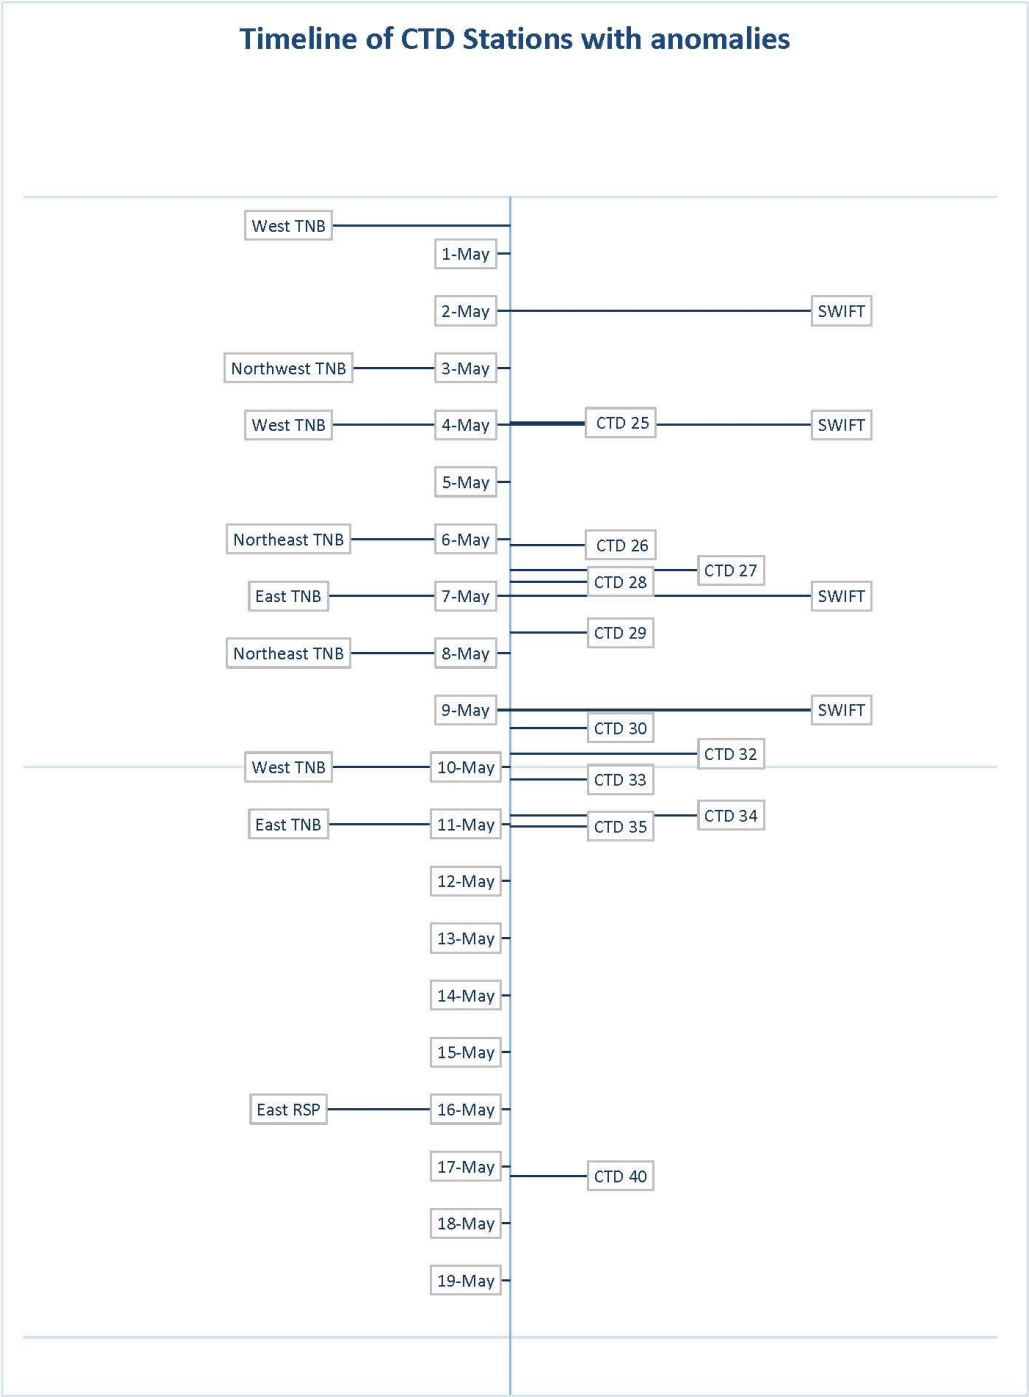 Timeline of CTD Stations with anomalies
West TNB
1-May
2-May
SWIFT
Northwest TNB
3-May
West TNB
4-May
CTD 25
SWIFT
5-May
Northeast TNB
6-May
CTD 26
CTD 27
CTD 28
East TNB
7-May
SWIFT
CTD 29
Northeast TNB
8-May
9-May
SWIFT
CTD 30
CTD 32
West TNB
10-May
CTD 33
CTD 34
East TNB
11-May
CTD 35
12-May
13-May
14-May
15-May
East RSP
16-May
17-May
CTD 40
18-May
19-May